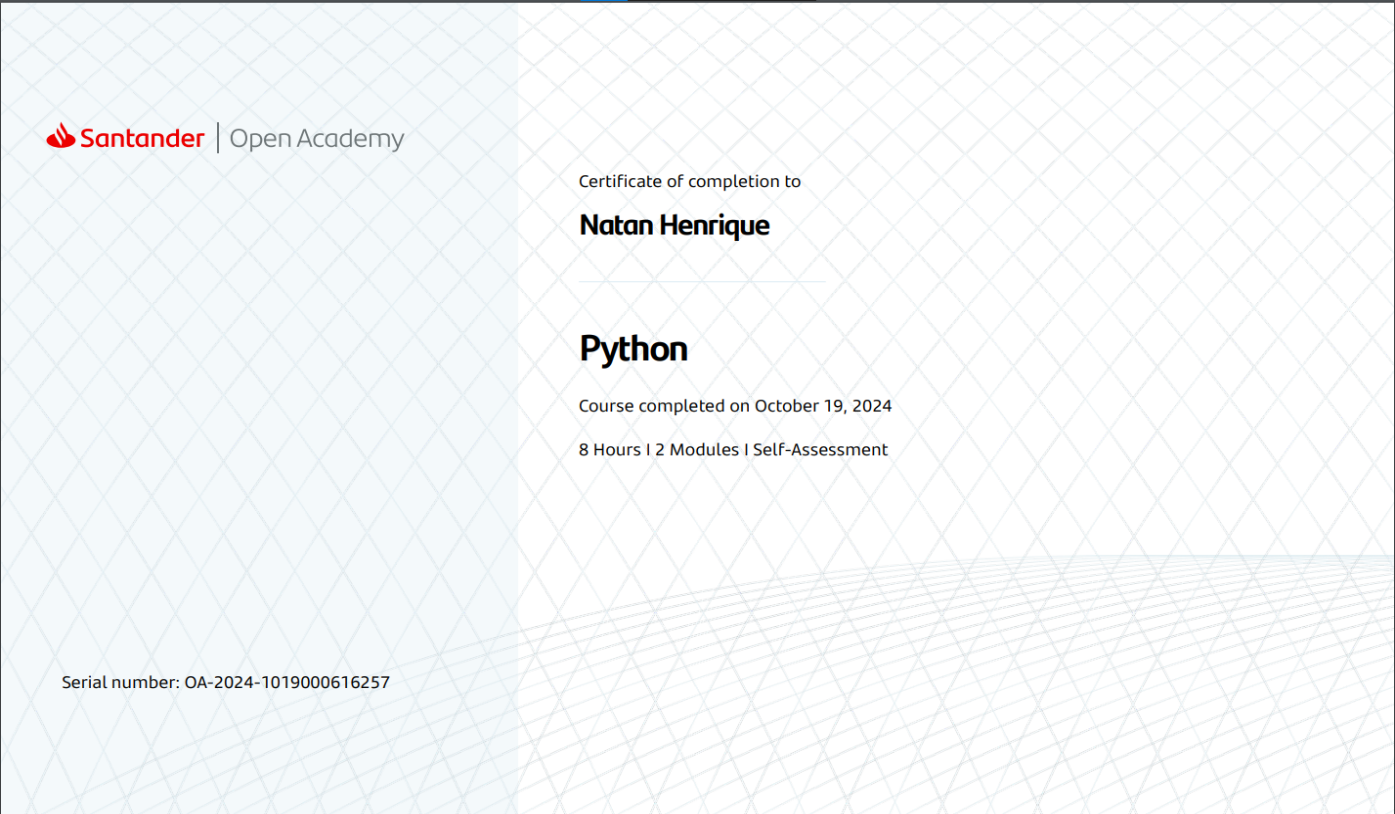 Santander | Open Academy
Certificate of completion to
Natan Henrique
Python
Course completed on October 19, 2024
8 Hours I 2 Modules I Self-Assessment
Serial number: OA-2024-1019000616257